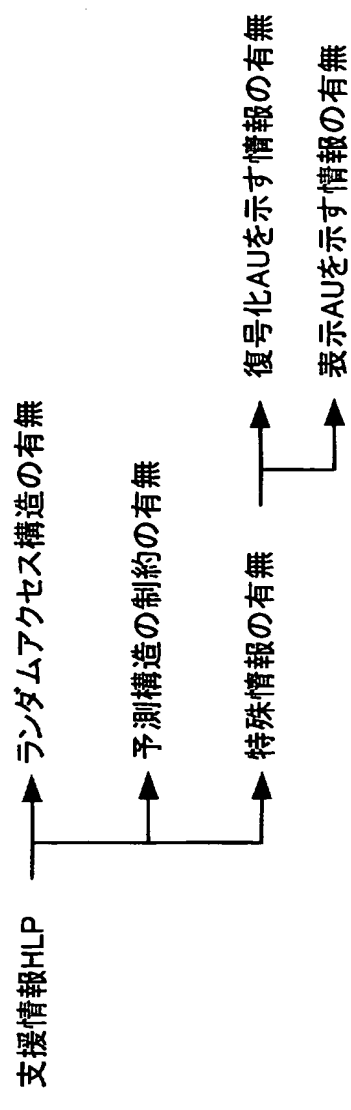 支援情報HLP
ランダムアクセス構造の有無
予測構造の制約の有無
特殊情報の有無
復号化AUを示す情報の有無
表示AUを示す情報の有無